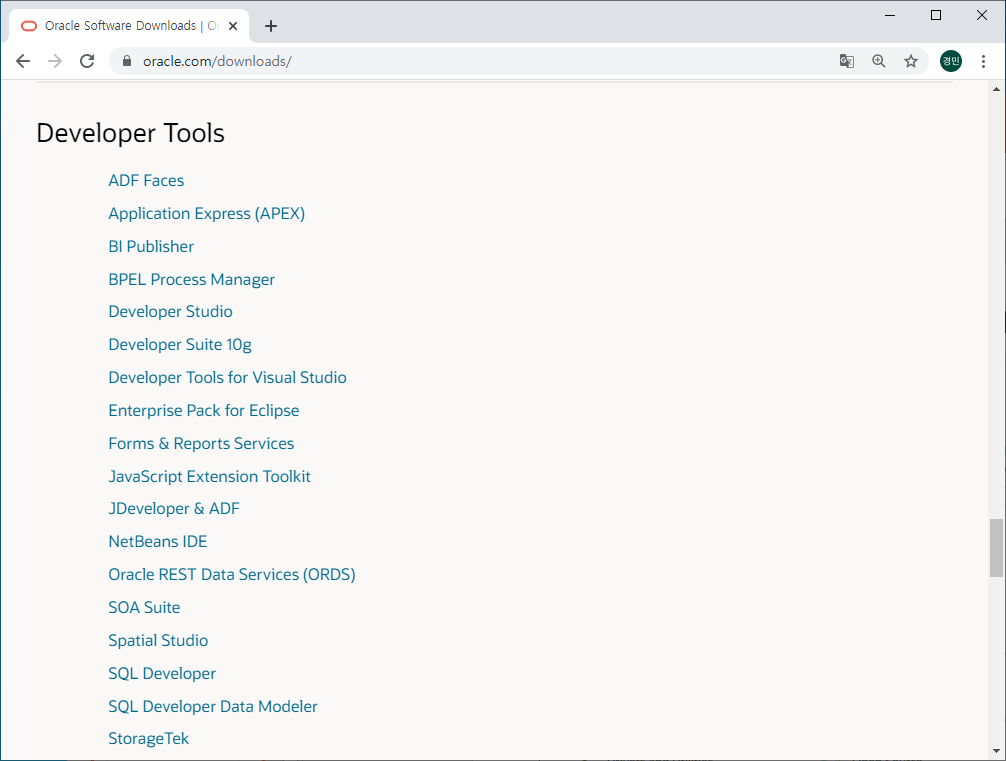 Oracle Software Downloads | O
oracle.com/downloads/
경민
Developer Tools
ADF Faces
Application Express (APEX)
BI Publisher
BPEL Process Manager
Developer Studio
Developer Suite 10g
Developer Tools for Visual Studio
Enterprise Pack for Eclipse
Forms & Reports Services
JavaScript Extension Toolkit
JDeveloper & ADF
NetBeans IDE
Oracle REST Data Services (ORDS)
SOA Suite
Spatial Studio
SQL Developer
SQL Developer Data Modeler
StorageTek